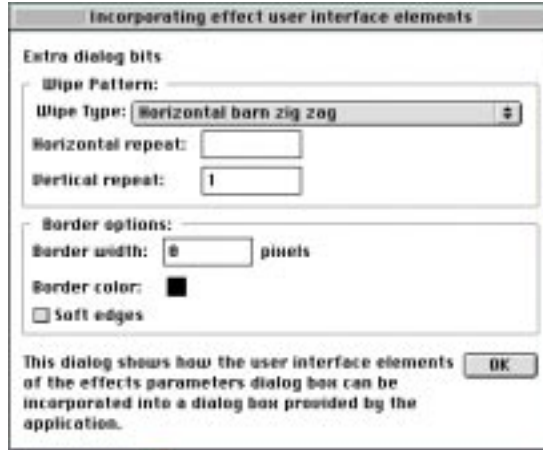 Incorporating effect user interface elements
Extra dialog bits
Wipe Pattern:
Wipe Type: Horizontal barn zig zag
Horizontal repeat:
Vertical repeat: 1
Border options:
Border width: 0 pixels
Border color:
Soft edges
This dialog shows how the user interface elements
of the effects parameters dialog box can be
incorporated into a dialog box provided by the
application.
OK